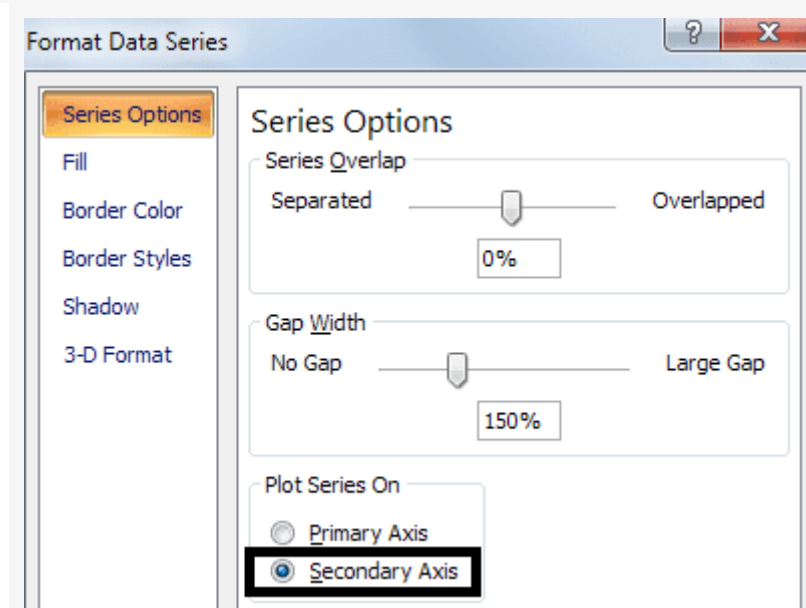 Format Data Series
?
X
Series Options
Fill
Border Color
Border Styles
Shadow
3-D Format
Series Options
Series Overlap
Separated Overlapped
0%
Gap Width
No Gap Large Gap
150%
Plot Series On
Primary Axis
Secondary Axis